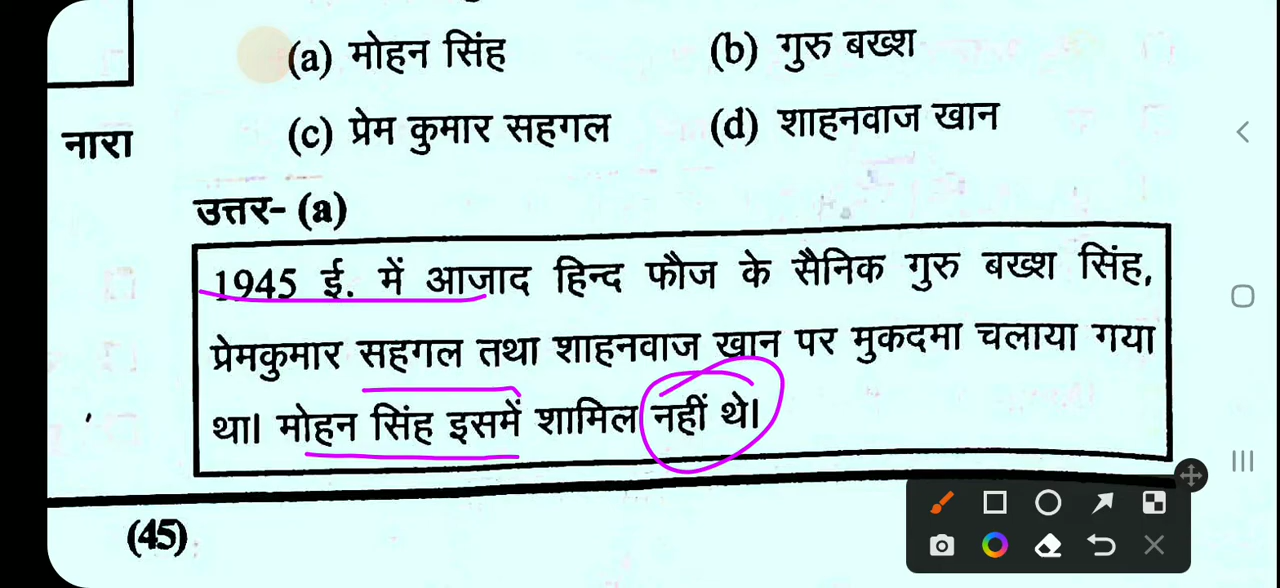 (a) मोहन सिंह (b) गुरु बख्श
नारा (c) प्रेम कुमार सहगल (d) शाहनवाज खान
उत्तर- (a)
1945 ई. में आजाद हिन्द फौज के सैनिक गुरु बख्श सिंह,
प्रेमकुमार सहगल तथा शाहनवाज खान पर मुकदमा चलाया गया
था। मोहन सिंह इसमें शामिल नहीं थे।
(45)